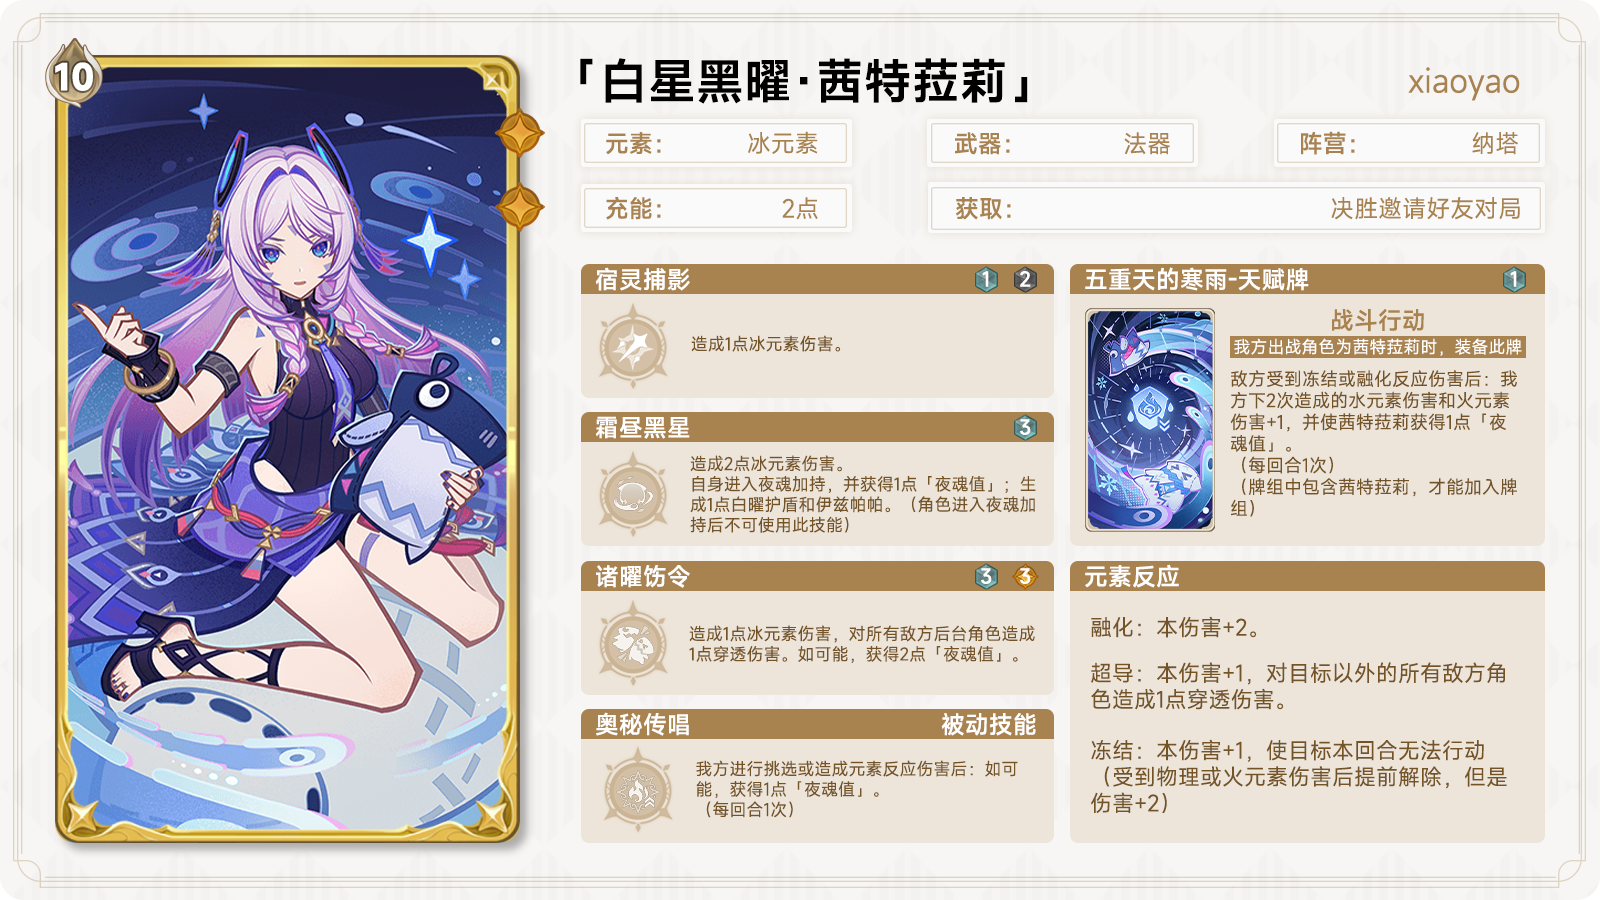 10
「白星黑曜·茜特菈莉」
xiaoyao
元素： 冰元素
武器： 法器
阵营： 纳塔
充能： 2点
获取： 决胜邀请好友对局
宿灵捕影 1 2
造成1点冰元素伤害。
霜昼黑星 3
造成2点冰元素伤害。
自身进入夜魂加持，并获得1点「夜魂值」；生
成1点白曜护盾和伊兹帕帕。（角色进入夜魂加
持后不可使用此技能）
诸曜饬令 3 3
造成1点冰元素伤害，对所有敌方后台角色造成
1点穿透伤害。如可能，获得2点「夜魂值」。
奥秘传唱 被动技能
我方进行挑选或造成元素反应伤害后：如可
能，获得1点「夜魂值」。
（每回合1次）
五重天的寒雨-天赋牌 1
战斗行动
我方出战角色为茜特菈莉时，装备此牌
敌方受到冻结或融化反应伤害后：我
方下2次造成的水元素伤害和火元素
伤害+1，并使茜特菈莉获得1点「夜
魂值」。
（每回合1次）
（牌组中包含茜特菈莉，才能加入牌
组）
元素反应
融化：本伤害+2。
超导：本伤害+1，对目标以外的所有敌方角
色造成1点穿透伤害。
冻结：本伤害+1，使目标本回合无法行动
（受到物理或火元素伤害后提前解除，但是
伤害+2）